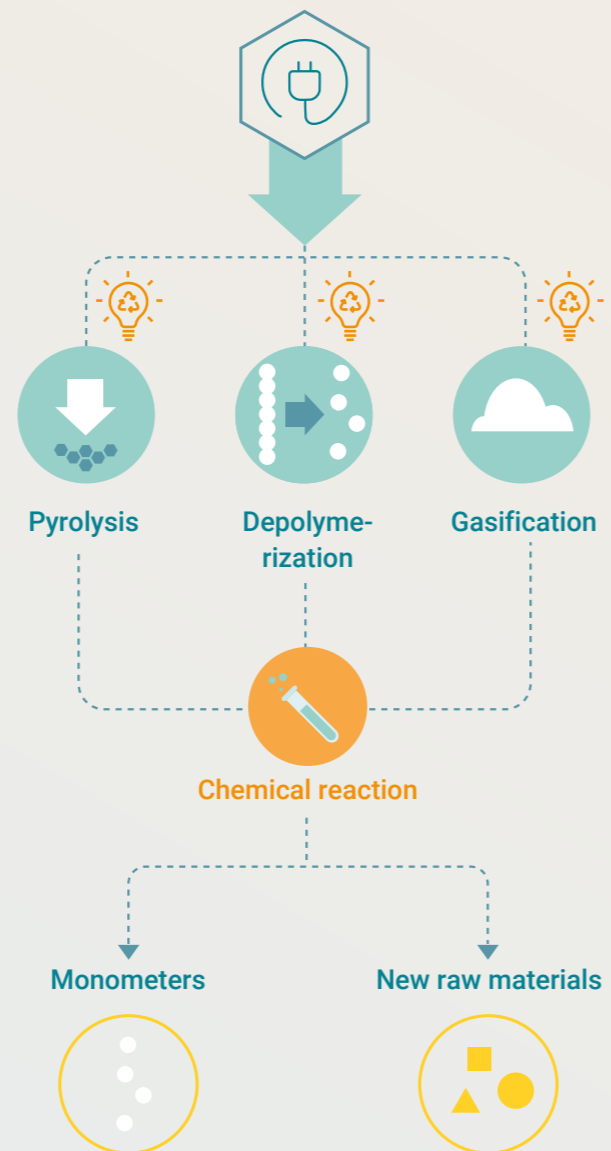 Pyrolysis
Depolyme-
rization
Gasification
Chemical reaction
Monometers
New raw materials